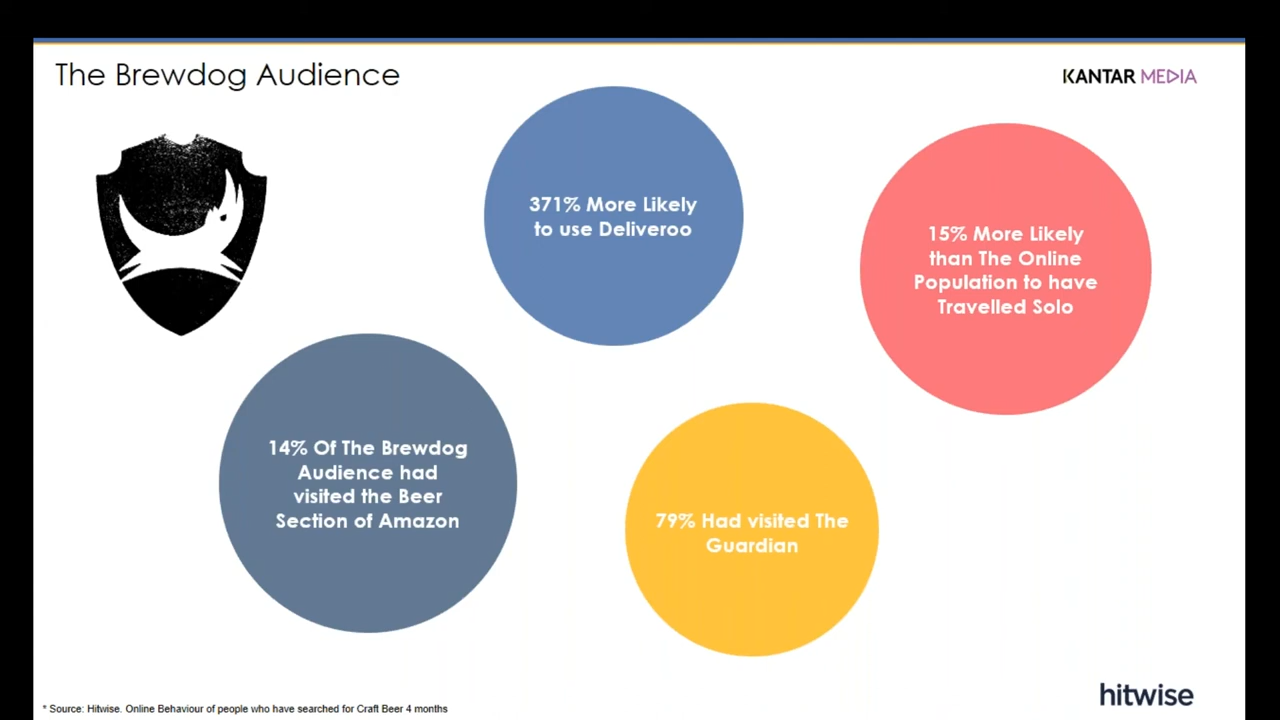 The Brewdog Audience
KANTAR MEDIA
371% More Likely
to use Deliveroo
15% More Likely
than The Online
Population to have
Travelled Solo
14% Of The Brewdog
Audience had
visited the Beer
Section of Amazon
79% Had visited The
Guardian
hitwise
* Source: Hitwise. Online Behaviour of people who have searched for Craft Beer 4 months